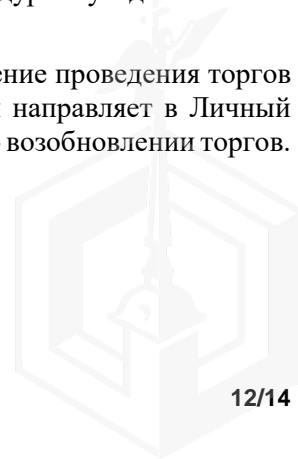 ение проведения торгов
направляет в Личный
возобновлении торгов.
12/14